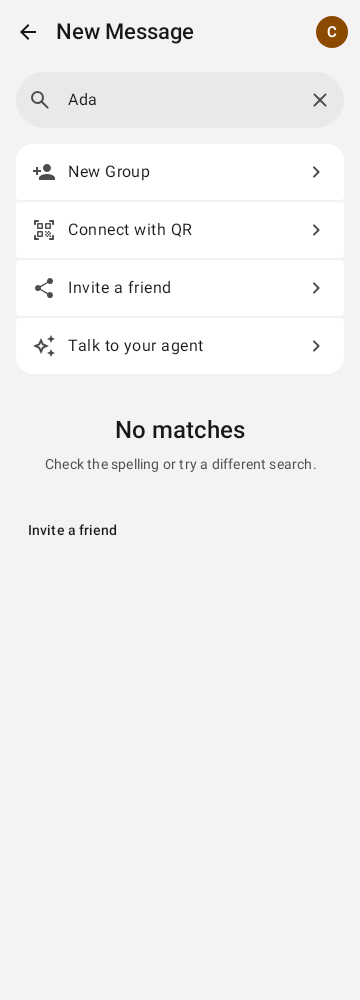 New Message
C
Ada
New Group
Connect with QR
Invite a friend
Talk to your agent
No matches
Check the spelling or try a different search.
Invite a friend